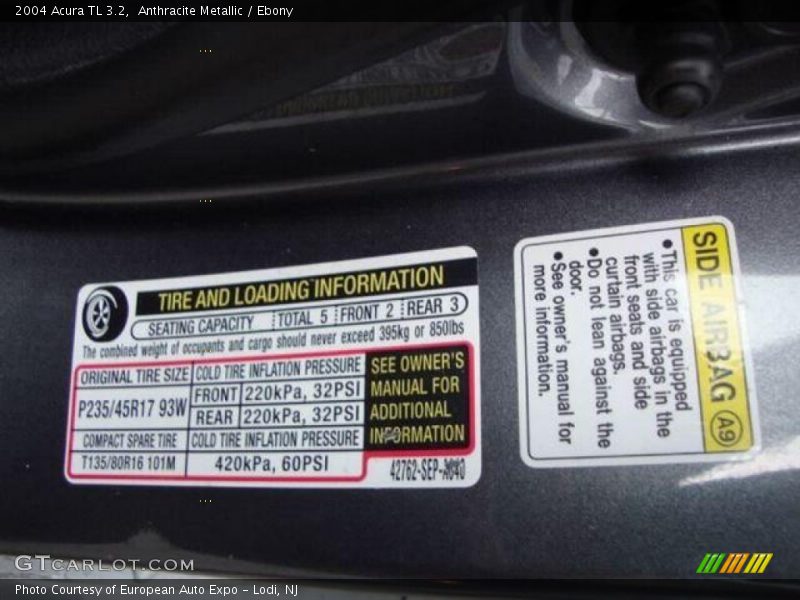 2004 Acura TL 3.2,  Anthracite Metallic / Ebony
TIRE AND LOADING INFORMATION
SEATING CAPACITY TOTAL 5 FRONT 2 REAR 3
The combined weight of occupants and cargo should never exceed 395kg or 850lbs
ORIGINAL TIRE SIZE COLD TIRE INFLATION PRESSURE
P235/45R17 93W
FRONT 220kPa, 32PSI
REAR 220kPa, 32PSI
COMPACT SPARE TIRE COLD TIRE INFLATION PRESSURE
T135/80R16 101M 420kPa, 60PSI
SEE OWNER'S
MANUAL FOR
ADDITIONAL
INFORMATION
42762-SEP-A040
SIDE AIRBAG A9
•This car is equipped
with side airbags in the
front seats and side
curtain airbags.
•Do not lean against the
door.
•See owner's manual for
more information.
GTCARLOT.COM
Photo Courtesy of European Auto Expo - Lodi, NJ